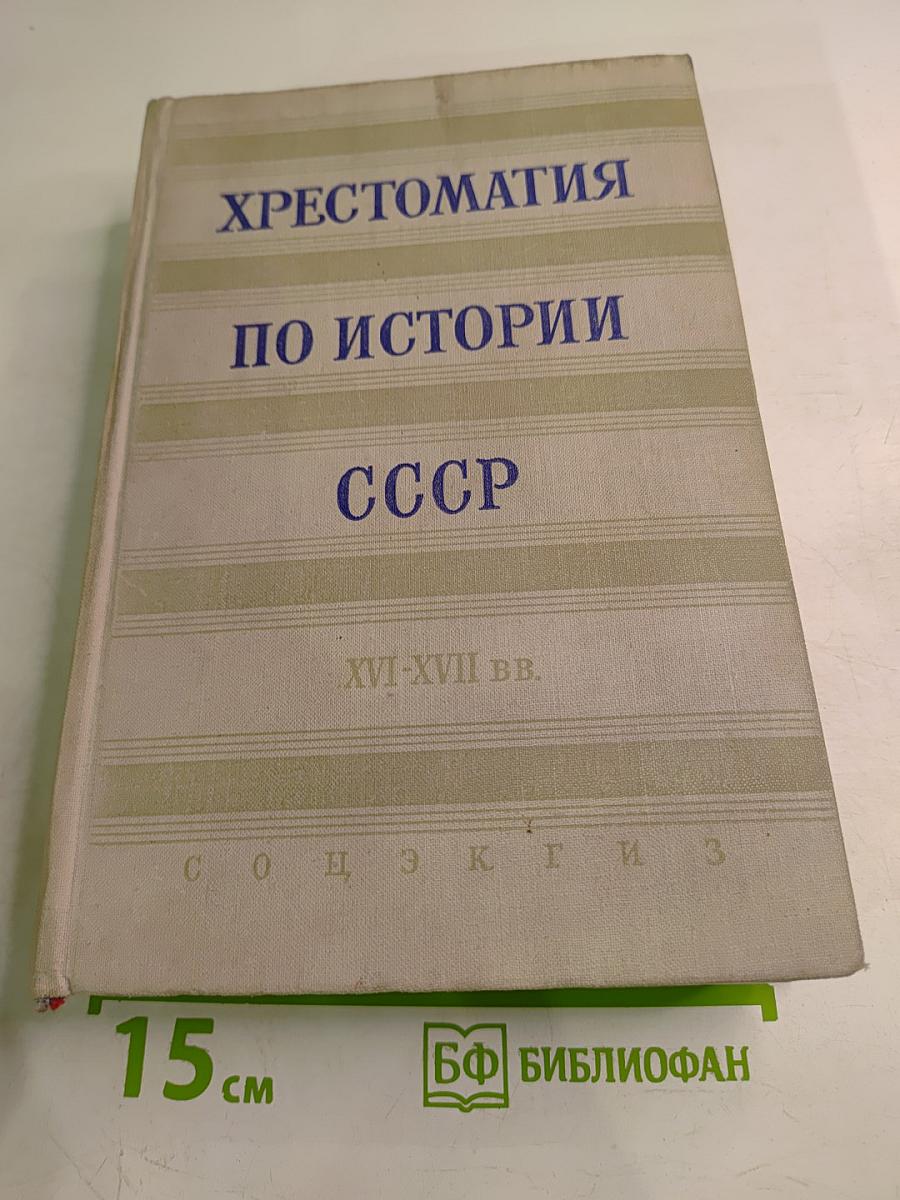 ХРЕСТОМАТИЯ
ПО ИСТОРИИ
СССР
XVI-XVII вв.
СОЦЭКГИЗ
15 см
БФ БИБЛИОФАН